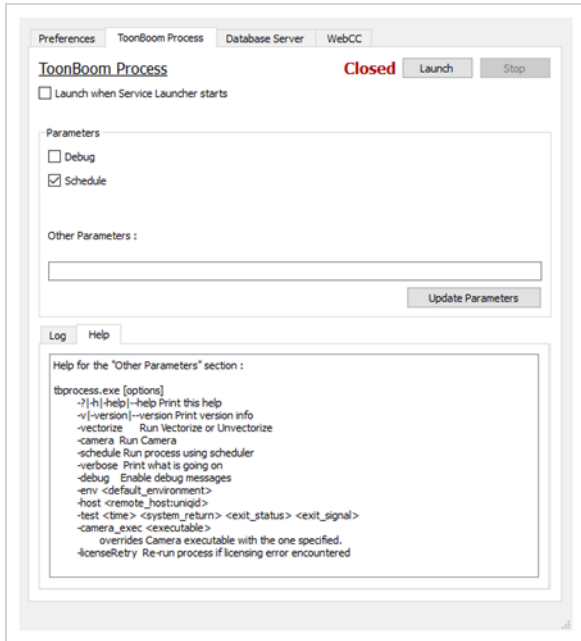 Preferences
ToonBoom Process
Database Server
WebCC
ToonBoom Process
Closed
Launch
Stop
Launch when Service Launcher starts
Parameters
Debug
Schedule
Other Parameters :
Update Parameters
Log
Help
Help for the "Other Parameters" section :
tbprocess.exe [options]
-?|-h|-help|--help Print this help
-v|-version|--version Print version info
-vectorize Run Vectorize or Unvectorize
-camera Run Camera
-schedule Run process using scheduler
-verbose Print what is going on
-debug Enable debug messages
-env <default_environment>
-host <remote_host:uniqid>
-test <time> <system_return> <exit_status> <exit_signal>
-camera_exec <executable>
overrides Camera executable with the one specified.
-licenseRetry Re-run process if licensing error encountered